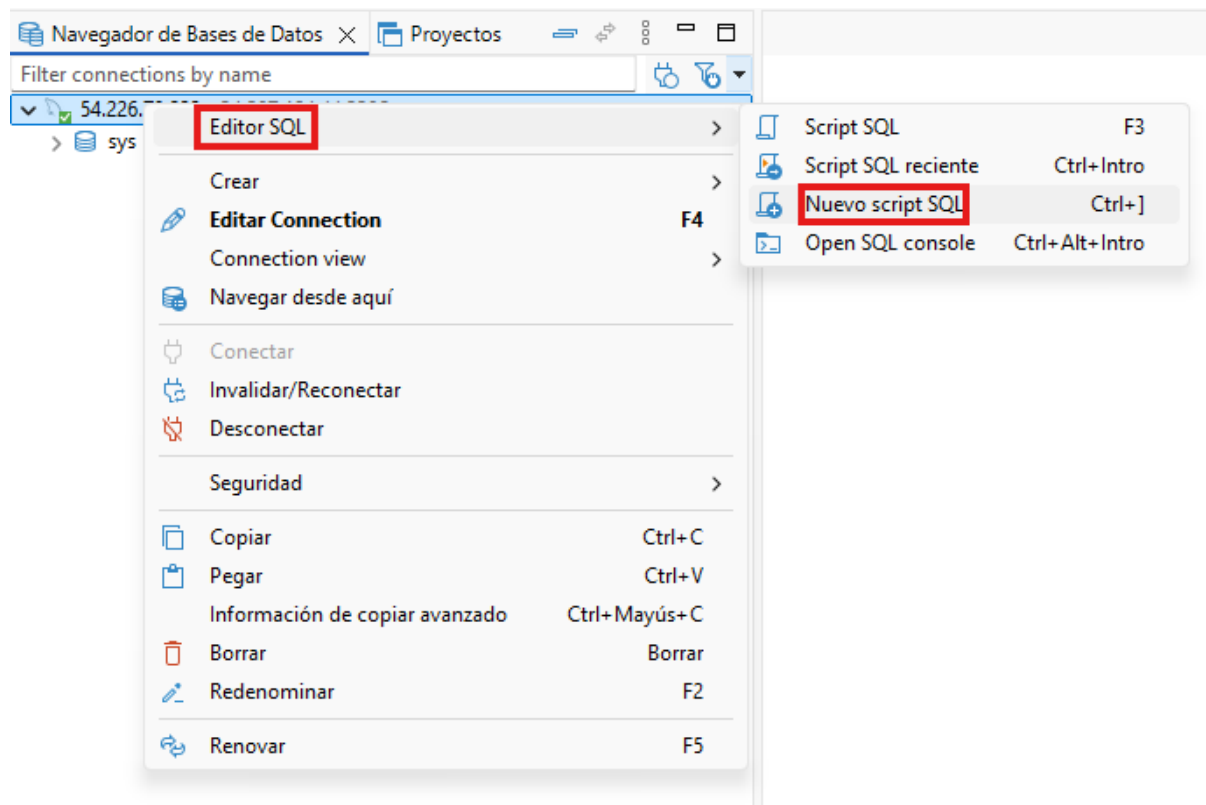 Navegador de Bases de Datos Proyectos
Filter connections by name
54.226.
sys
Editor SQL
Crear
Editar Connection F4
Connection view
Navegar desde aquí
Conectar
Invalidar/Reconectar
Desconectar
Seguridad
Copiar Ctrl+C
Pegar Ctrl+V
Información de copiar avanzado Ctrl+Mayús+C
Borrar Borrar
Redenominar F2
Renovar F5
Script SQL F3
Script SQL reciente Ctrl+Intro
Nuevo script SQL Ctrl+]
Open SQL console Ctrl+Alt+Intro